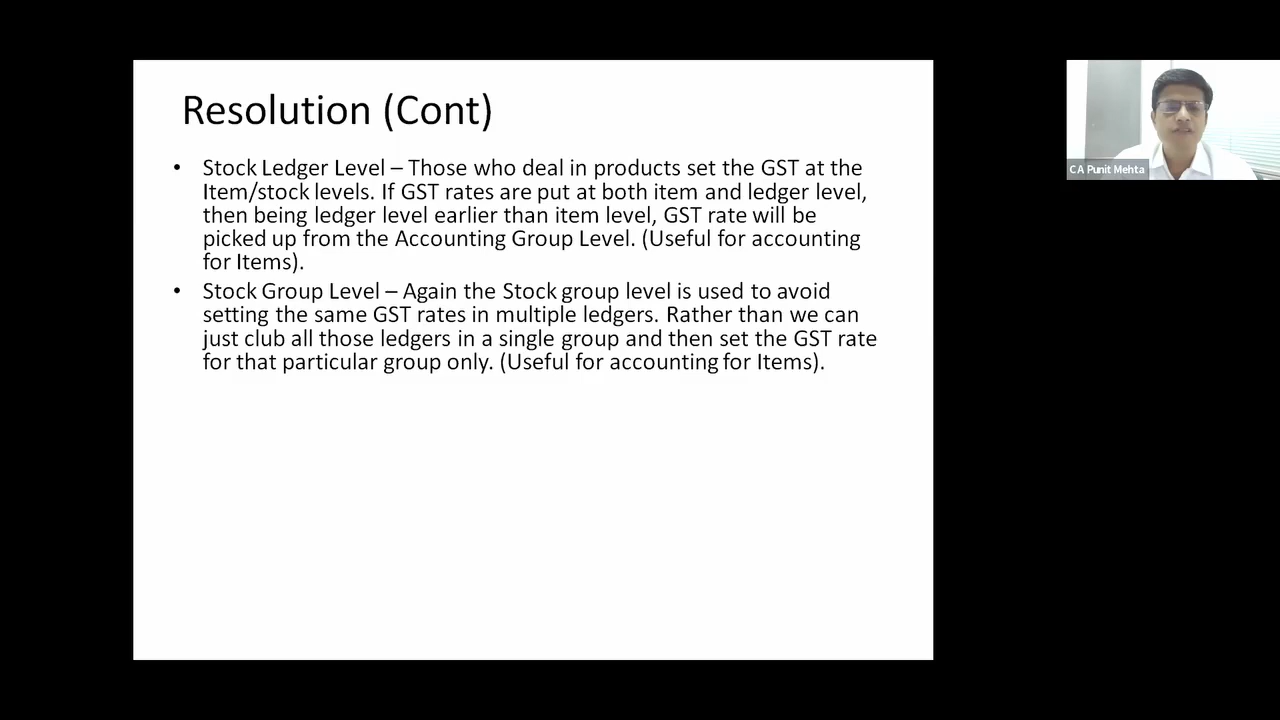 Resolution (Cont)
• Stock Ledger Level – Those who deal in products set the GST at the
Item/stock levels. If GST rates are put at both item and ledger level,
then being ledger level earlier than item level, GST rate will be
picked up from the Accounting Group Level. (Useful for accounting
for Items).
• Stock Group Level – Again the Stock group level is used to avoid
setting the same GST rates in multiple ledgers. Rather than we can
just club all those ledgers in a single group and then set the GST rate
for that particular group only. (Useful for accounting for Items).
CA Punit Mehta